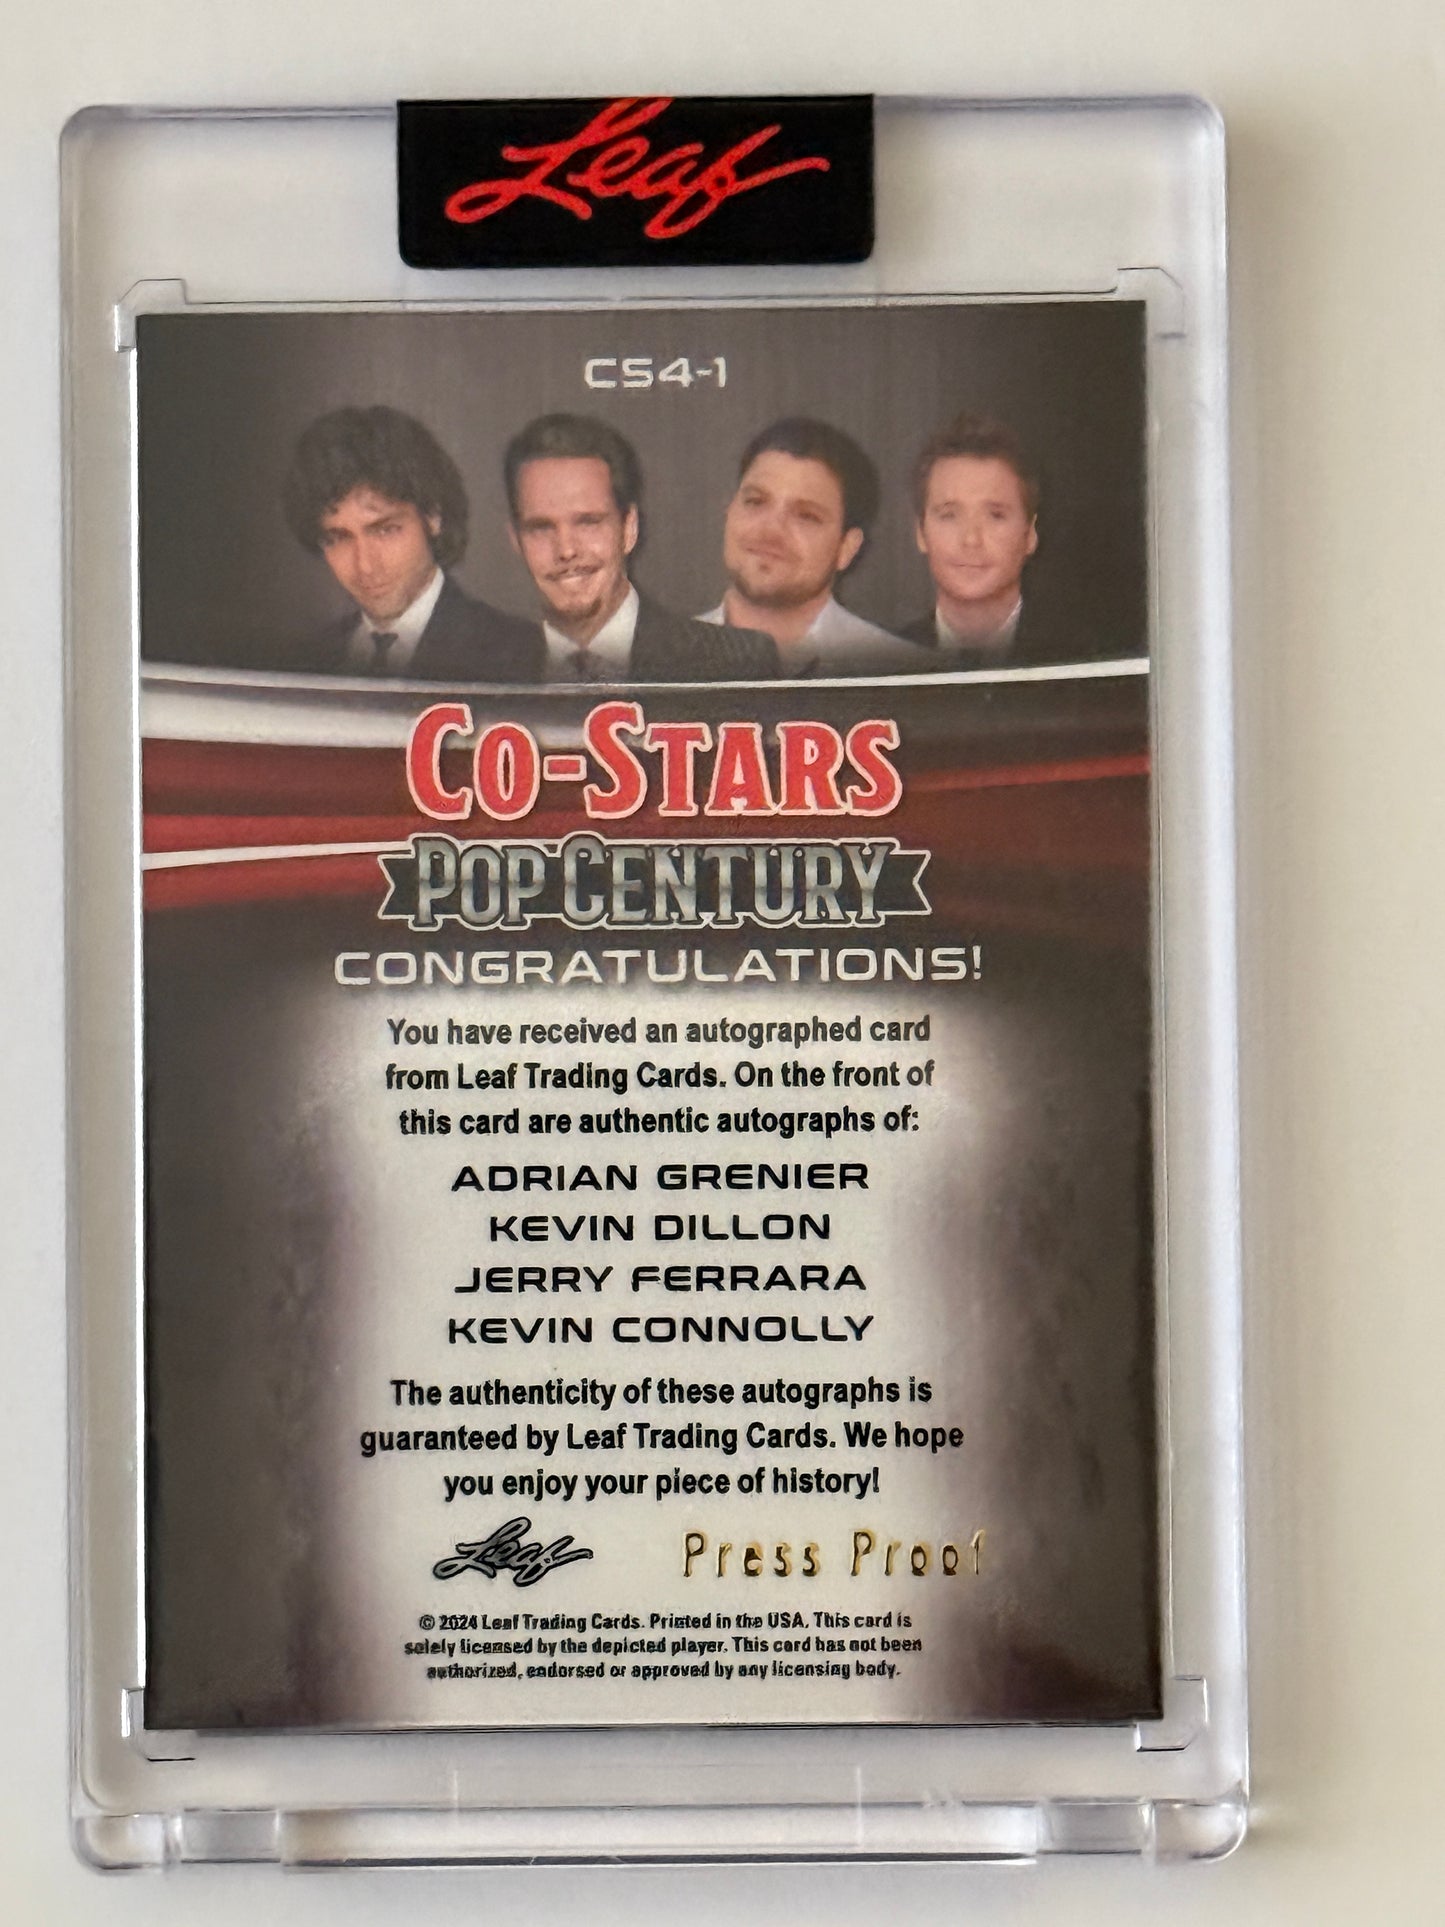 Leaf
CS4-1
Co-Stars
Pop Century
CONGRATULATIONS!
You have received an autographed card
from Leaf Trading Cards. On the front of
this card are authentic autographs of:
ADRIAN GRENIER
KEVIN DILLON
JERRY FERRARA
KEVIN CONNOLLY
The authenticity of these autographs is
guaranteed by Leaf Trading Cards. We hope
you enjoy your piece of history!
Leaf Press Proof
© 2024 Leaf Trading Cards. Printed in the USA. This card is
solely licensed by the depicted player. This card has not been
authorized, endorsed or approved by any licensing body.